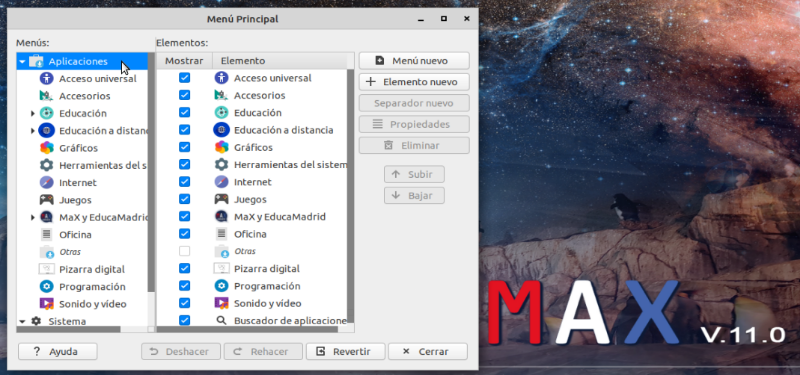 Menú Principal
Menús:
Aplicaciones
Acceso universal
Accesorios
Educación
Educación a distanc
Gráficos
Herramientas del s
Internet
Juegos
MaX y EducaMadrid
Oficina
Otras
Pizarra digital
Programación
Sonido y vídeo
Sistema
Elementos:
Mostrar Elemento
Acceso universal
Accesorios
Educación
Educación a distancia
Gráficos
Herramientas del sistem
Internet
Juegos
MaX y EducaMadrid
Oficina
Otras
Pizarra digital
Programación
Sonido y vídeo
Buscador de aplicacione
Menú nuevo
Elemento nuevo
Separador nuevo
Propiedades
Eliminar
Subir
Bajar
Ayuda
Deshacer
Rehacer
Revertir
Cerrar
MAX V.11.0